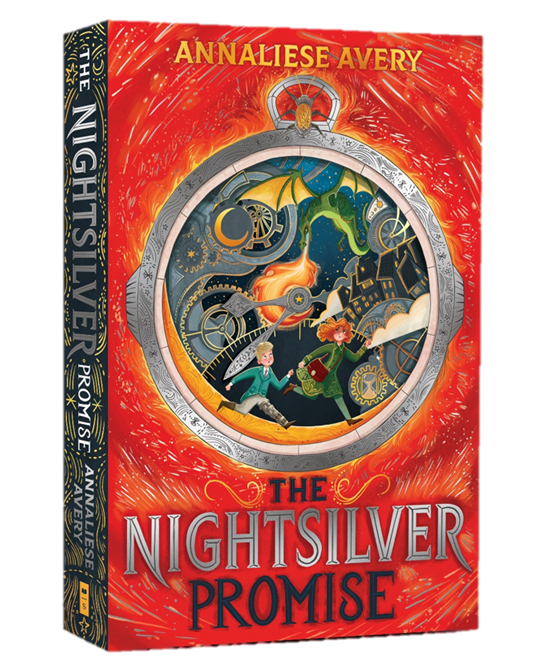 ANNALIESE AVERY
THE
NIGHTSILVER
PROMISE
THE NIGHTSILVER PROMISE ANNALIESE
AVERY